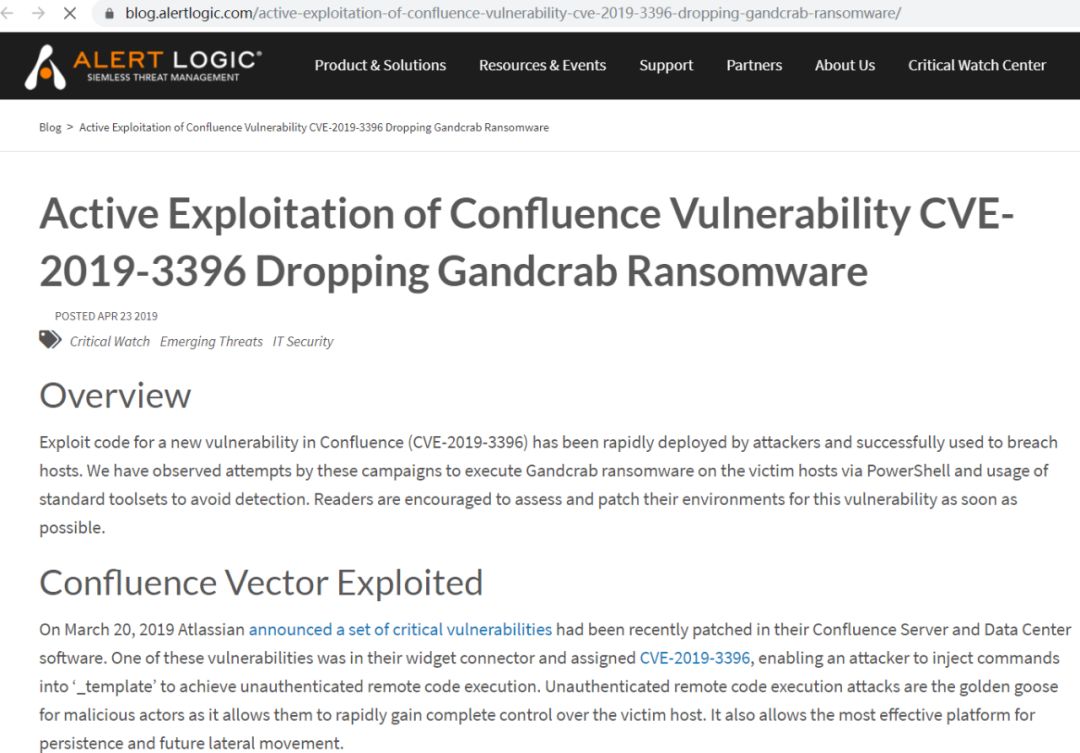 blog.alertlogic.com/active-exploitation-of-confluence-vulnerability-cve-2019-3396-dropping-gandcrab-ransomware/
ALERT LOGIC®
SIEMLESS THREAT MANAGEMENT
Product & Solutions Resources & Events Support Partners About Us Critical Watch Center
Blog > Active Exploitation of Confluence Vulnerability CVE-2019-3396 Dropping Gandcrab Ransomware
Active Exploitation of Confluence Vulnerability CVE-
2019-3396 Dropping Gandcrab Ransomware
POSTED APR 23 2019
Critical Watch Emerging Threats IT Security
Overview
Exploit code for a new vulnerability in Confluence (CVE-2019-3396) has been rapidly deployed by attackers and successfully used to breach
hosts. We have observed attempts by these campaigns to execute Gandcrab ransomware on the victim hosts via PowerShell and usage of
standard toolsets to avoid detection. Readers are encouraged to assess and patch their environments for this vulnerability as soon as
possible.
Confluence Vector Exploited
On March 20, 2019 Atlassian announced a set of critical vulnerabilities had been recently patched in their Confluence Server and Data Center
software. One of these vulnerabilities was in their widget connector and assigned CVE-2019-3396, enabling an attacker to inject commands
into ‘_template’ to achieve unauthenticated remote code execution. Unauthenticated remote code execution attacks are the golden goose
for malicious actors as it allows them to rapidly gain complete control over the victim host. It also allows the most effective platform for
persistence and future lateral movement.